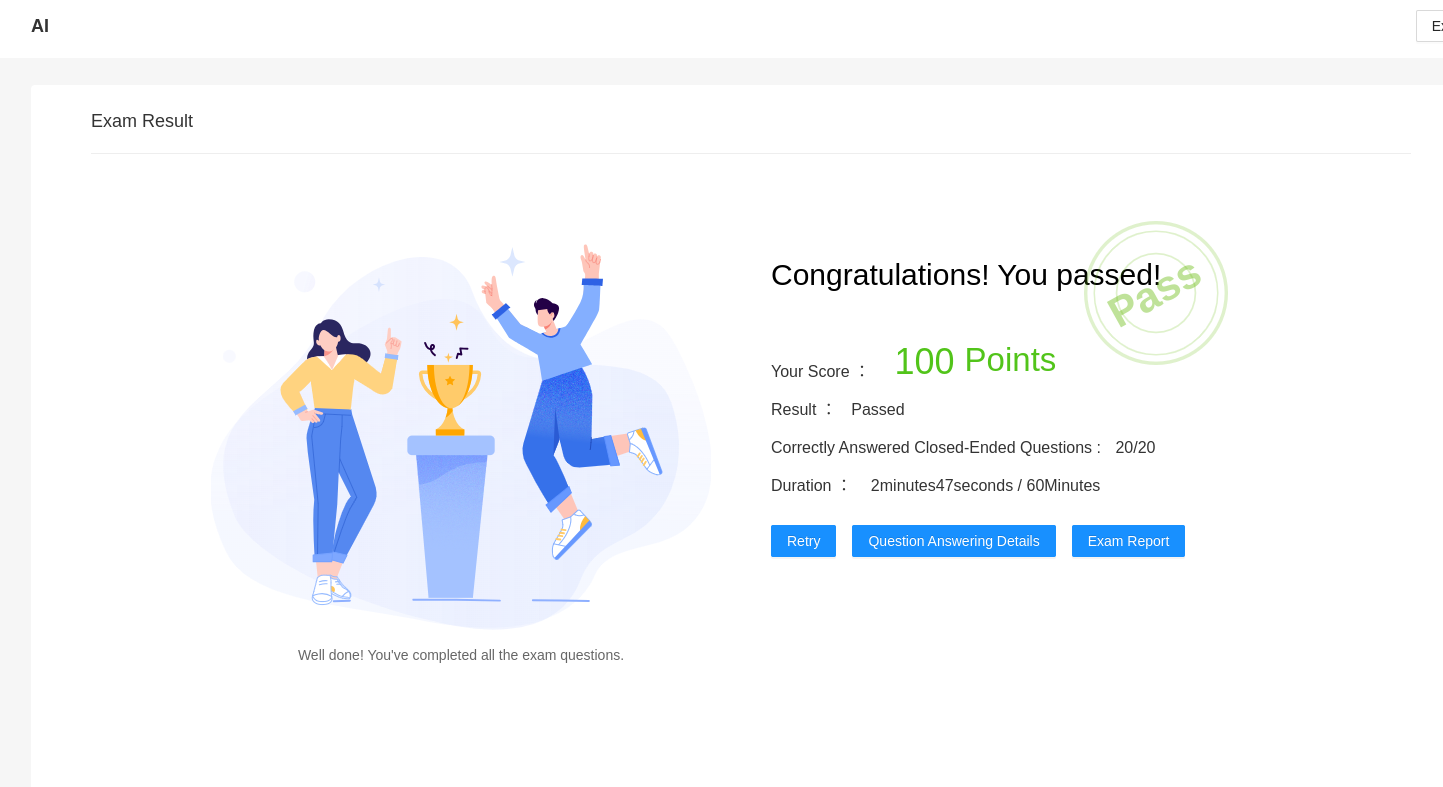 AI
Ex
Exam Result
Congratulations! You passed!
Pass
Your Score ： 100 Points
Result ： Passed
Correctly Answered Closed-Ended Questions : 20/20
Duration ： 2minutes47seconds / 60Minutes
Retry
Question Answering Details
Exam Report
Well done! You've completed all the exam questions.